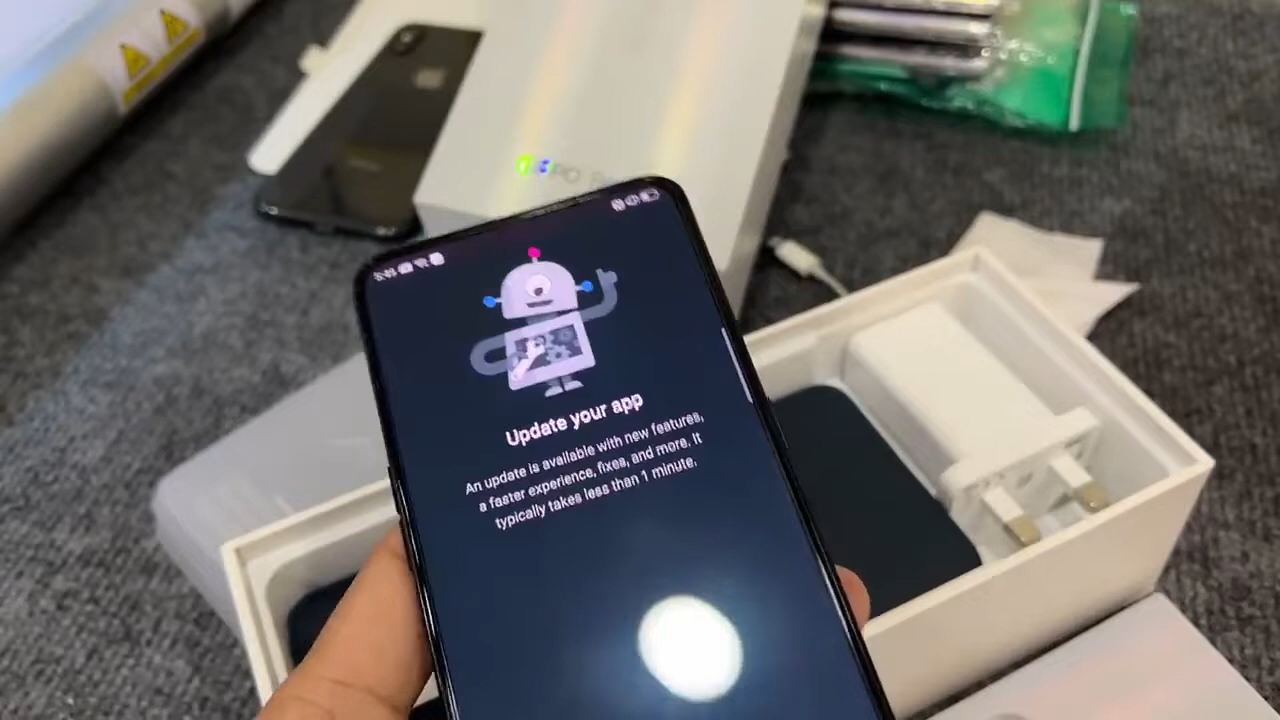 Update your app
An update is available with new features,
a faster experience, fixes, and more. It
typically takes less than 1 minute.